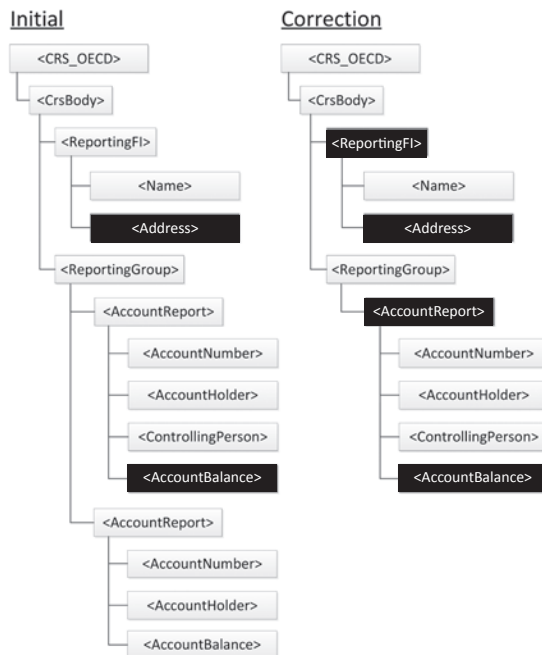 Initial
<CRS_OECD>
<CrsBody>
<ReportingFI>
<Name>
<Address>
<ReportingGroup>
<AccountReport>
<AccountNumber>
<AccountHolder>
<ControllingPerson>
<AccountBalance>
<AccountReport>
<AccountNumber>
<AccountHolder>
<AccountBalance>
Correction
<CRS_OECD>
<CrsBody>
<ReportingFI>
<Name>
<Address>
<ReportingGroup>
<AccountReport>
<AccountNumber>
<AccountHolder>
<ControllingPerson>
<AccountBalance>